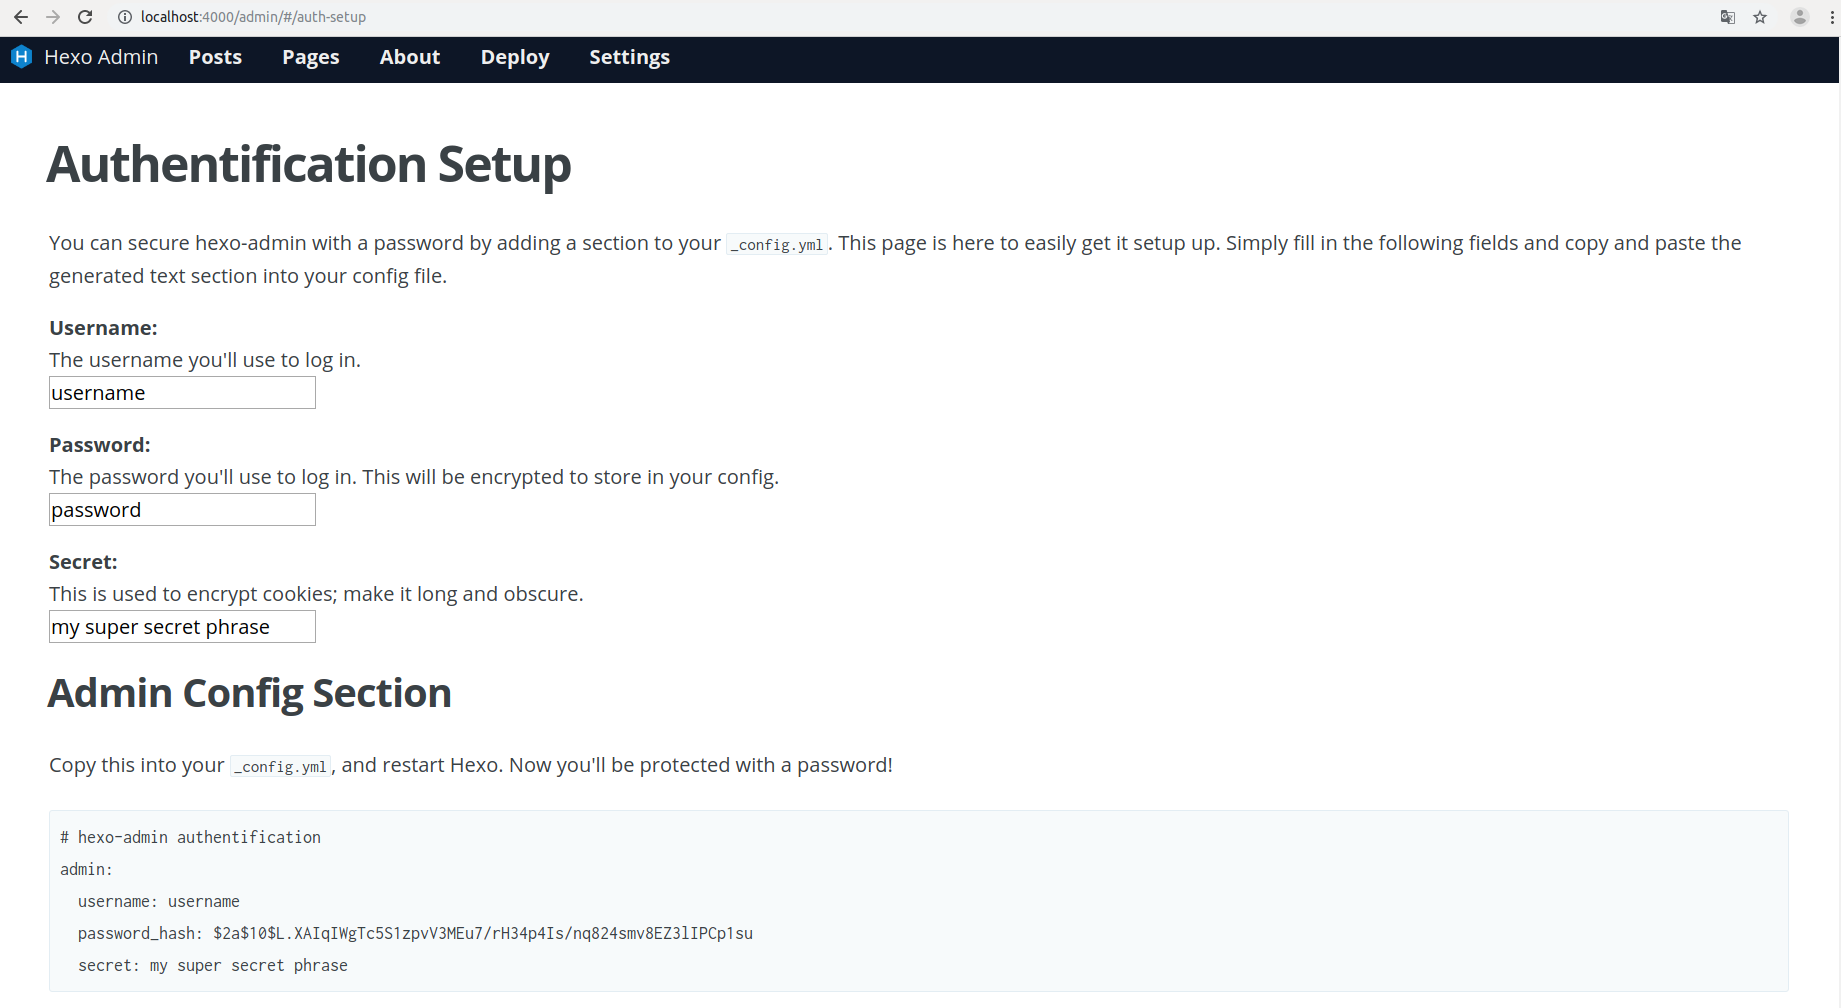 localhost:4000/admin/#/auth-setup
Hexo Admin Posts Pages About Deploy Settings
Authentification Setup
You can secure hexo-admin with a password by adding a section to your _config.yml. This page is here to easily get it setup up. Simply fill in the following fields and copy and paste the
generated text section into your config file.
Username:
The username you'll use to log in.
username
Password:
The password you'll use to log in. This will be encrypted to store in your config.
password
Secret:
This is used to encrypt cookies; make it long and obscure.
my super secret phrase
Admin Config Section
Copy this into your _config.yml, and restart Hexo. Now you'll be protected with a password!
# hexo-admin authentification
admin:
username: username
password_hash: $2a$10$L.XAIqIWgTc5S1zpvV3MEu7/rH34p4Is/nq824smv8EZ3lIPCp1su
secret: my super secret phrase